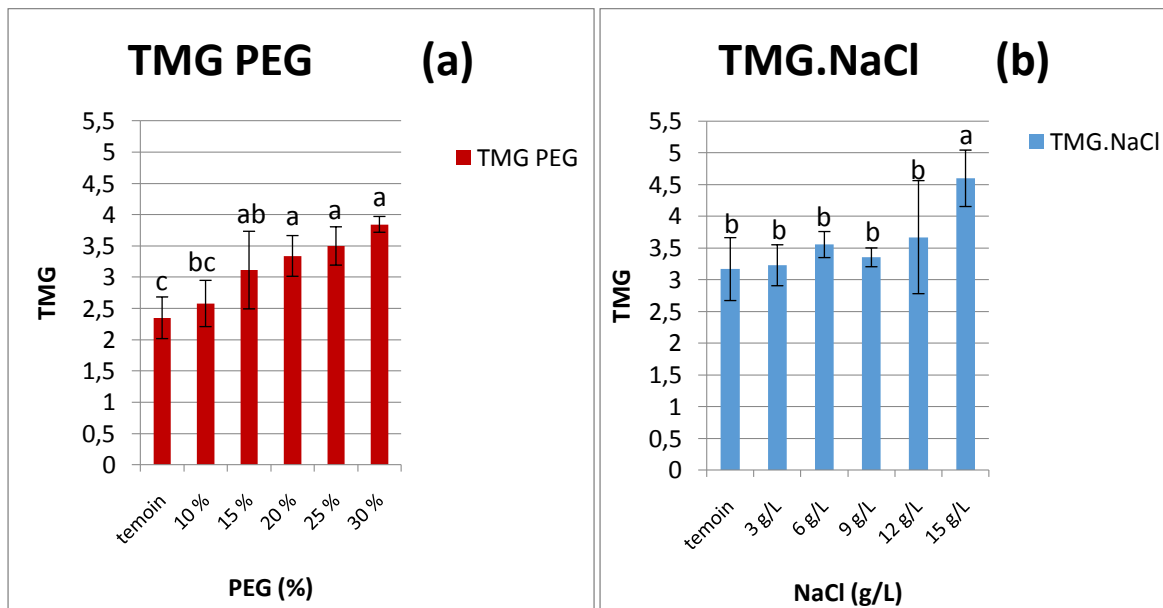 TMG PEG (a)
5,5
5
4,5
4
3,5
3
2,5
2
1,5
1
0,5
0
TMG
c
bc
ab
a
a
a
temoin
10 %
15 %
20 %
25 %
30 %
PEG (%)
TMG PEG
TMG.NaCl (b)
5,5
5
4,5
4
3,5
3
2,5
2
1,5
1
0,5
0
TMG
b
b
b
b
b
a
temoin
3 g/L
6 g/L
9 g/L
12 g/L
15 g/L
NaCl (g/L)
TMG.NaCl